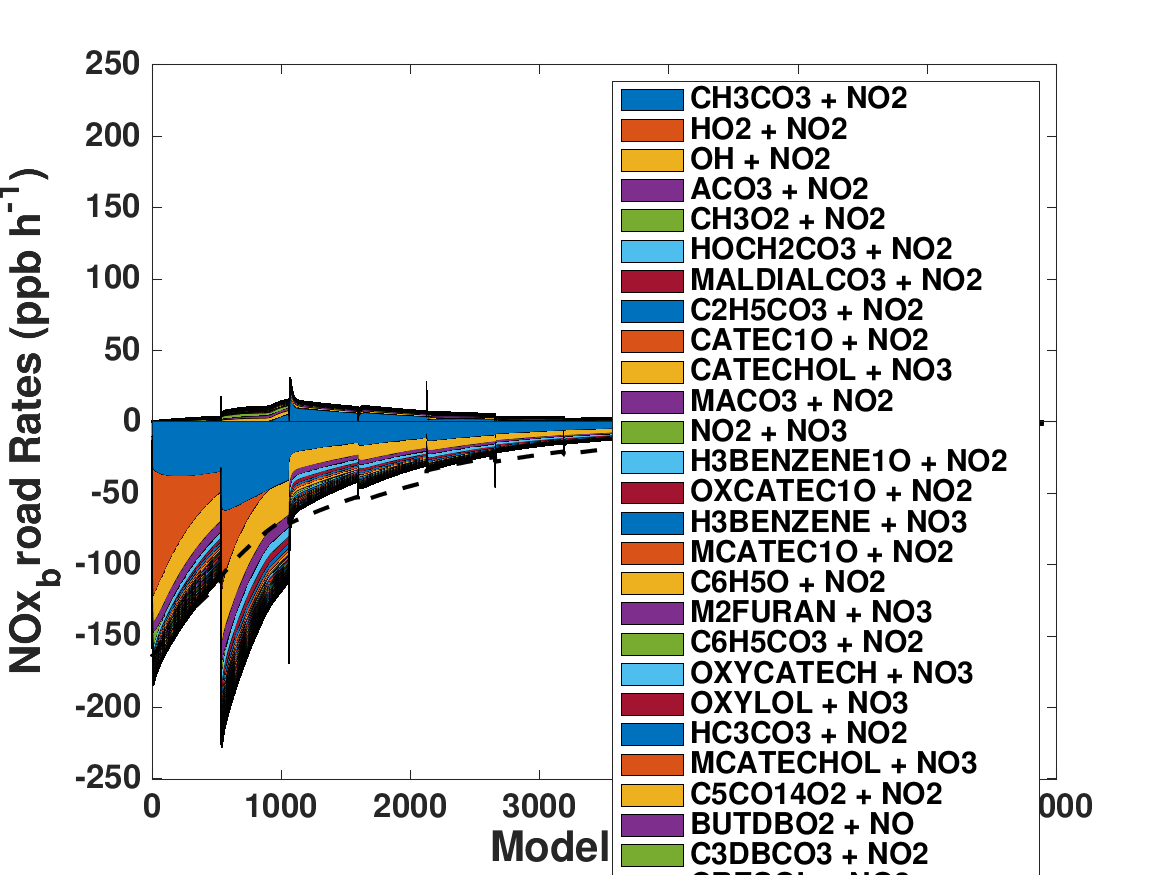 250
200
150
100
50
0
-50
-100
-150
-200
-250
NOx_b road Rates (ppb h^-1)
0
1000
2000
3000
000
Model
CH3CO3 + NO2
HO2 + NO2
OH + NO2
ACO3 + NO2
CH3O2 + NO2
HOCH2CO3 + NO2
MALDIALCO3 + NO2
C2H5CO3 + NO2
CATEC1O + NO2
CATECHOL + NO3
MACO3 + NO2
NO2 + NO3
H3BENZENE1O + NO2
OXCATEC1O + NO2
H3BENZENE + NO3
MCATEC1O + NO2
C6H5O + NO2
M2FURAN + NO3
C6H5CO3 + NO2
OXYCATECH + NO3
OXYLOL + NO3
HC3CO3 + NO2
MCATECHOL + NO3
C5CO14O2 + NO2
BUTDBO2 + NO
C3DBCO3 + NO2